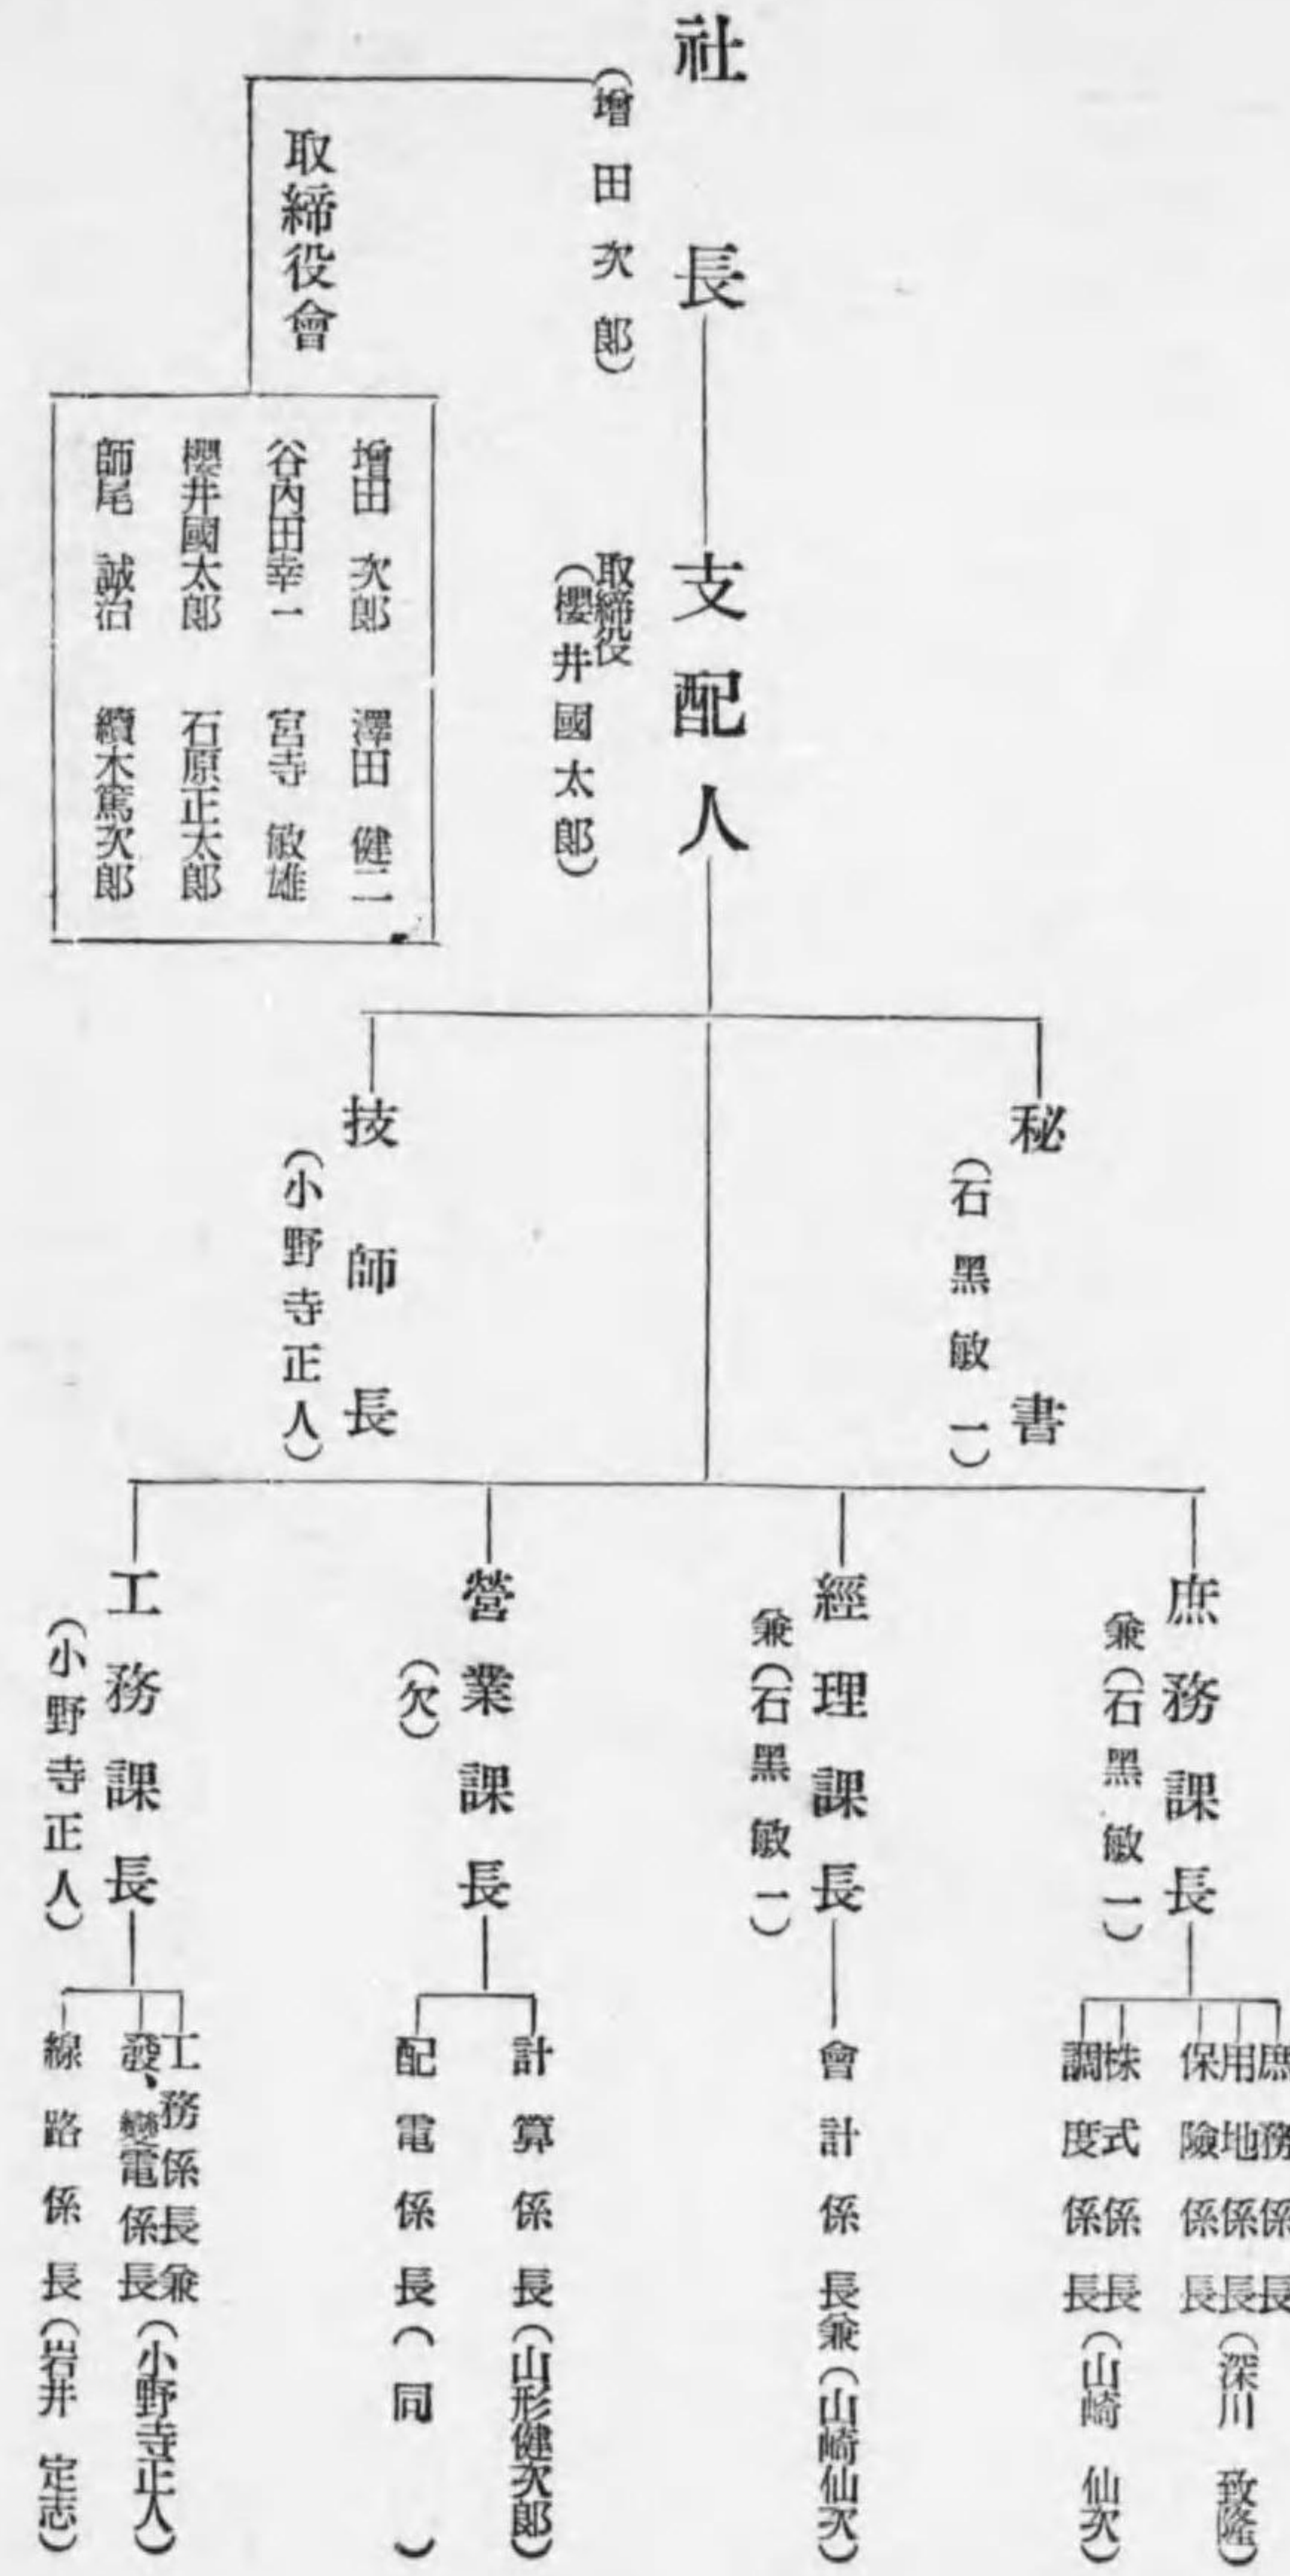 社長
(增田次郞)
取締役會
增田次郞 澤田健二
谷內田幸一 宮寺敏雄
櫻井國太郞 石原正太郞
師尾誠治 續木篤次郞
支配人
取締役
(櫻井國太郞)
秘書
(石黑敏一)
技師長
(小野寺正人)
庶務課長
兼(石黑敏一)
庶務係長
用地係長(深川致隆)
保險係長
株式係長
調度係長(山崎仙次)
經理課長
兼(石黑敏一)
會計係長兼(山崎仙次)
營業課長
(欠)
計算係長(山形健次郞)
配電係長(同)
工務課長
(小野寺正人)
工務係長兼
發、變電係長(小野寺正人)
線路係長(岩井定志)